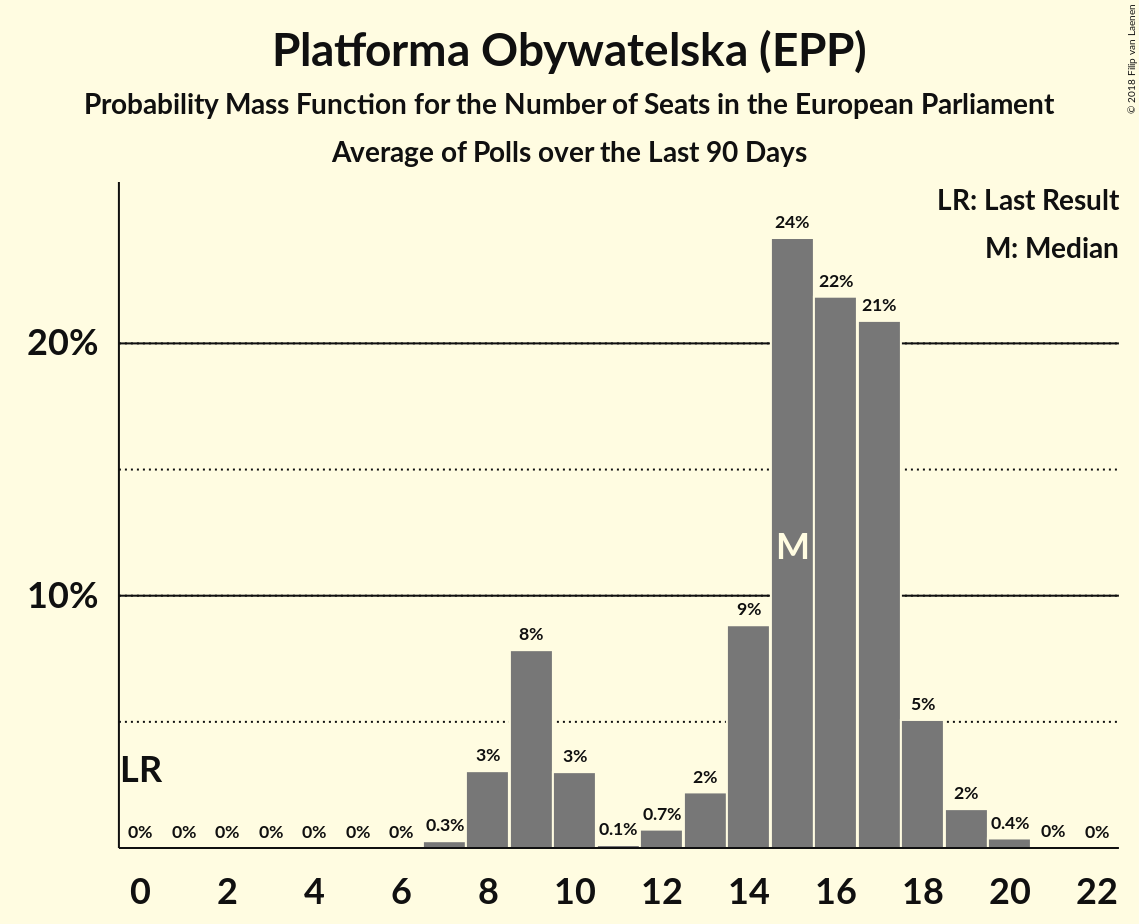 Platforma Obywatelska (EPP)
Probability Mass Function for the Number of Seats in the European Parliament
Average of Polls over the Last 90 Days
© 2018 Filip van Laenen
LR: Last Result
M: Median
24%
22%
21%
20%
M
10%
9%
8%
5%
3%
3%
LR
2%
2%
0% 0% 0% 0% 0% 0% 0% 0.3% 0.1% 0.7% 0.4% 0% 0%
0 2 4 6 8 10 12 14 16 18 20 22